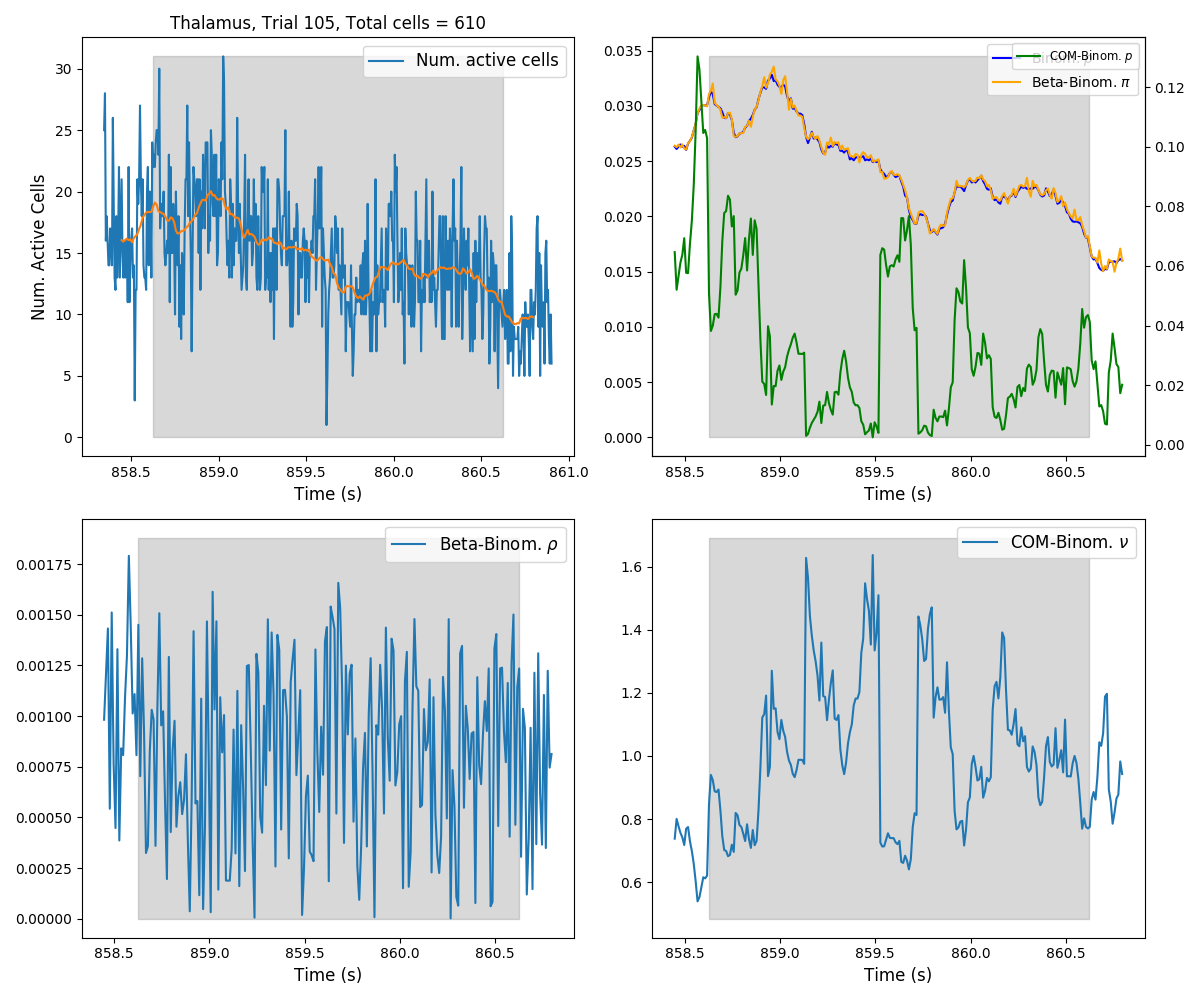 Thalamus, Trial 105, Total cells = 610
Num. active cells
Num. Active Cells
30
25
20
15
10
5
0
858.5 859.0 859.5 860.0 860.5 861.0
Time (s)
COM-Binom. p
Binom. p
Beta-Binom. π
0.035
0.030
0.025
0.020
0.015
0.010
0.005
0.000
0.12
0.10
0.08
0.06
0.04
0.02
0.00
858.5 859.0 859.5 860.0 860.5
Time (s)
Beta-Binom. ρ
0.00175
0.00150
0.00125
0.00100
0.00075
0.00050
0.00025
0.00000
858.5 859.0 859.5 860.0 860.5
Time (s)
COM-Binom. ν
1.6
1.4
1.2
1.0
0.8
0.6
858.5 859.0 859.5 860.0 860.5
Time (s)